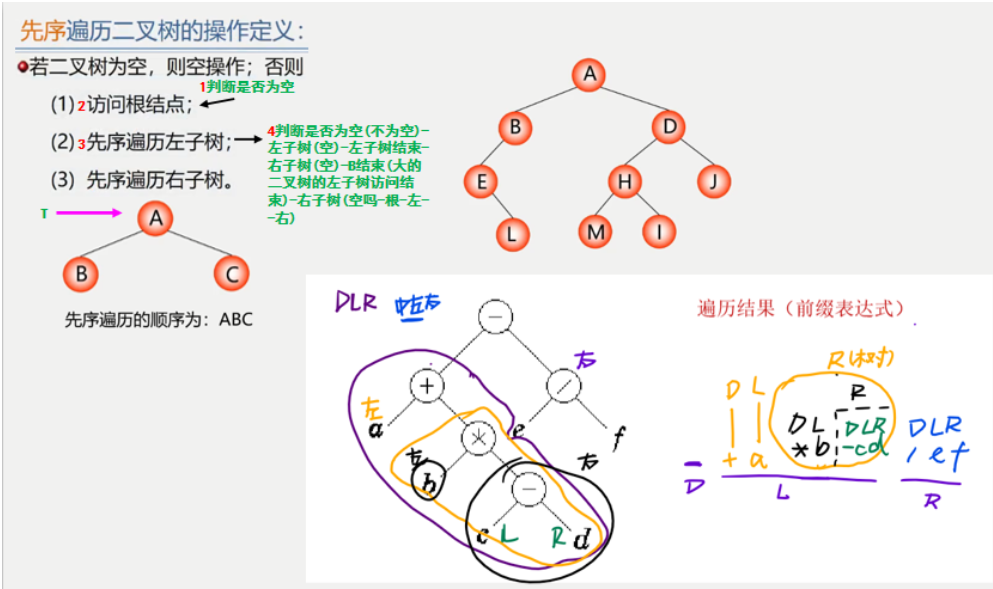 先序遍历二叉树的操作定义：
若二叉树为空，则空操作；否则
1判断是否为空
(1) 2访问根结点；
(2) 3先序遍历左子树；
4判断是否为空(不为空)-
左子树(空)-左子树结束-
右子树(空)-B结束(大的
二叉树的左子树访问结
束)-右子树(空吗-根-左-
-右)
(3) 先序遍历右子树。
T
A
B C
先序遍历的顺序为：ABC
A
B D
E H J
L M I
DLR 中左右
遍历结果（前缀表达式）
−
+ / 右
左
a * e f
左 b − 右
c L R d
R(树)
D L R
D L DLR DLR
+ a *b -cd / ef
− 
D L R